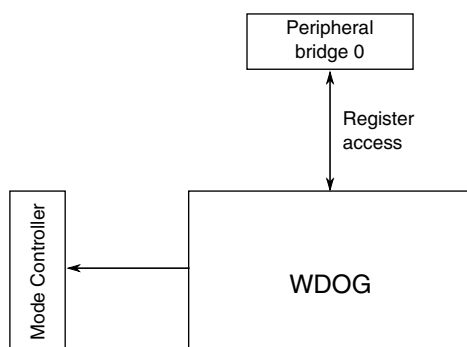 Peripheral
bridge 0
Register
access
Mode Controller
WDOG